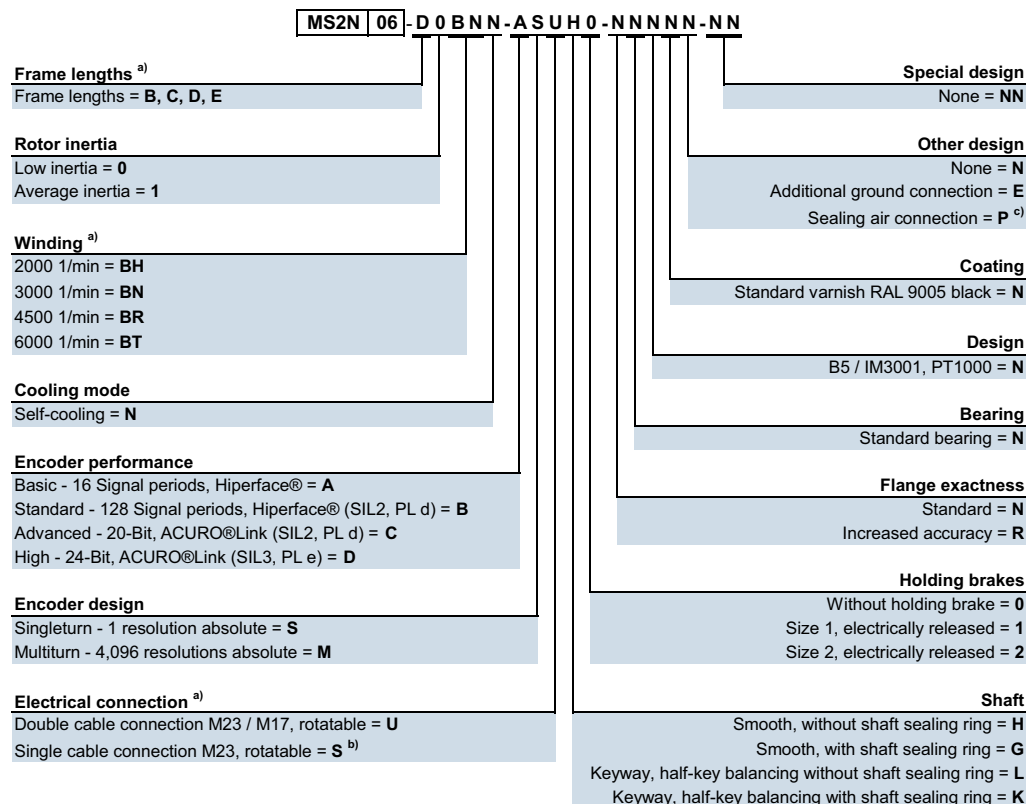 MS2N 06 -D0BNN-ASUH0-NNNNN-NN
Frame lengths a)
Frame lengths = B, C, D, E
Rotor inertia
Low inertia = 0
Average inertia = 1
Winding a)
2000 1/min = BH
3000 1/min = BN
4500 1/min = BR
6000 1/min = BT
Cooling mode
Self-cooling = N
Encoder performance
Basic - 16 Signal periods, Hiperface® = A
Standard - 128 Signal periods, Hiperface® (SIL2, PL d) = B
Advanced - 20-Bit, ACURO®Link (SIL2, PL d) = C
High - 24-Bit, ACURO®Link (SIL3, PL e) = D
Encoder design
Singleturn - 1 resolution absolute = S
Multiturn - 4,096 resolutions absolute = M
Electrical connection a)
Double cable connection M23 / M17, rotatable = U
Single cable connection M23, rotatable = S b)
Special design
None = NN
Other design
None = N
Additional ground connection = E
Sealing air connection = P c)
Coating
Standard varnish RAL 9005 black = N
Design
B5 / IM3001, PT1000 = N
Bearing
Standard bearing = N
Flange exactness
Standard = N
Increased accuracy = R
Holding brakes
Without holding brake = 0
Size 1, electrically released = 1
Size 2, electrically released = 2
Shaft
Smooth, without shaft sealing ring = H
Smooth, with shaft sealing ring = G
Keyway, half-key balancing without shaft sealing ring = L
Keyway, half-key balancing with shaft sealing ring = K